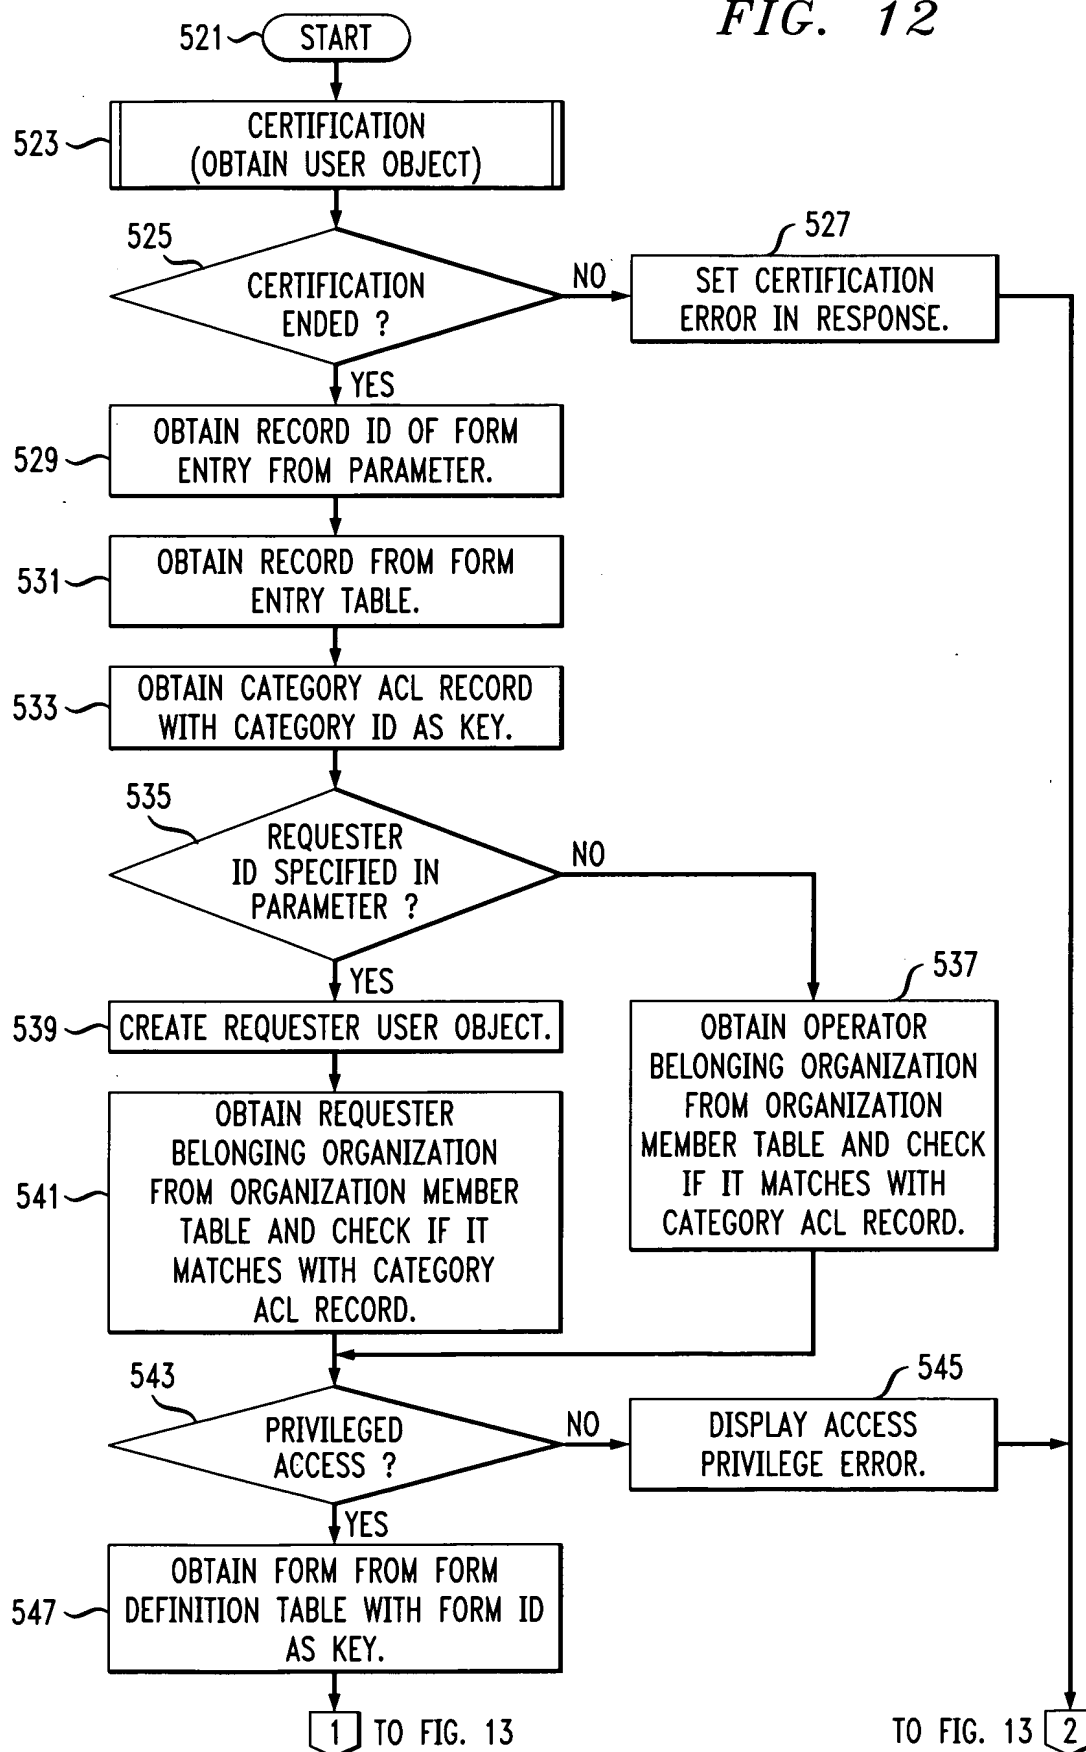 FIG. 12
521
START
523
CERTIFICATION
(OBTAIN USER OBJECT)
525
CERTIFICATION
ENDED ?
NO
527
SET CERTIFICATION
ERROR IN RESPONSE.
YES
529
OBTAIN RECORD ID OF FORM
ENTRY FROM PARAMETER.
531
OBTAIN RECORD FROM FORM
ENTRY TABLE.
533
OBTAIN CATEGORY ACL RECORD
WITH CATEGORY ID AS KEY.
535
REQUESTER
ID SPECIFIED IN
PARAMETER ?
NO
YES
537
OBTAIN OPERATOR
BELONGING ORGANIZATION
FROM ORGANIZATION
MEMBER TABLE AND CHECK
IF IT MATCHES WITH
CATEGORY ACL RECORD.
539
CREATE REQUESTER USER OBJECT.
541
OBTAIN REQUESTER
BELONGING ORGANIZATION
FROM ORGANIZATION MEMBER
TABLE AND CHECK IF IT
MATCHES WITH CATEGORY
ACL RECORD.
543
PRIVILEGED
ACCESS ?
NO
545
DISPLAY ACCESS
PRIVILEGE ERROR.
YES
547
OBTAIN FORM FROM FORM
DEFINITION TABLE WITH FORM ID
AS KEY.
1 TO FIG. 13
TO FIG. 13 2